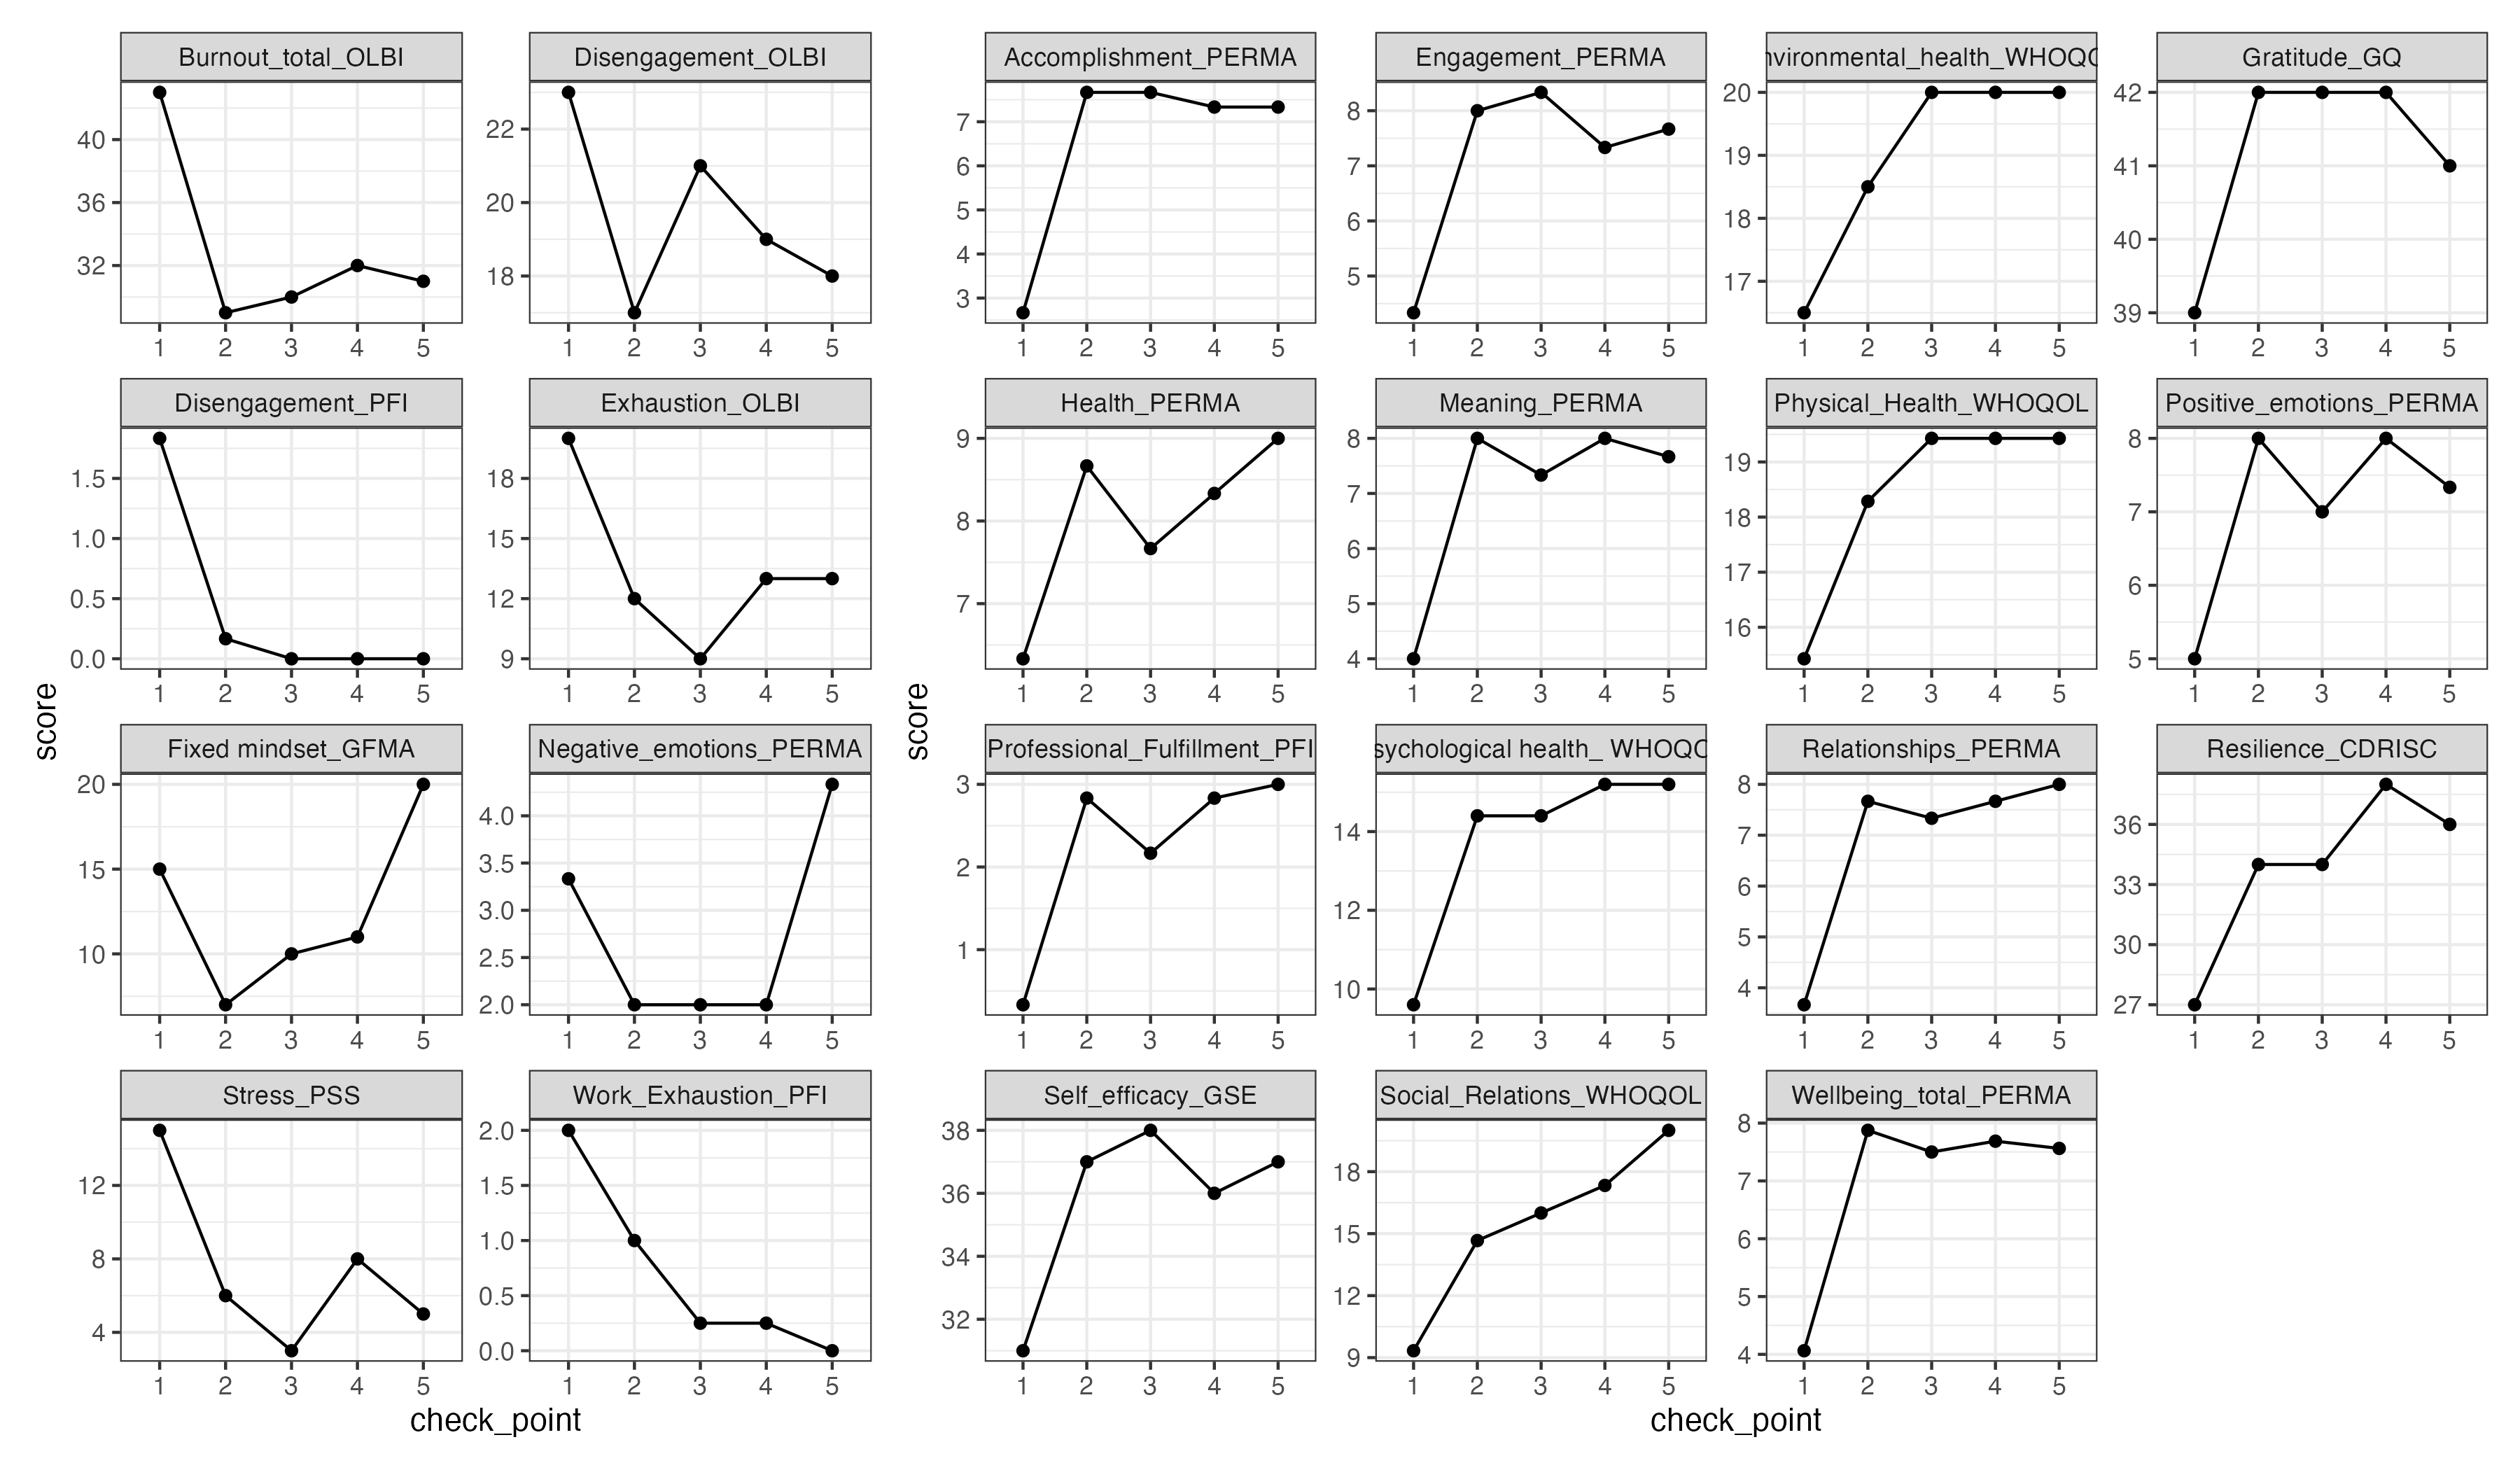 Burnout_total_OLBI
Disengagement_OLBI
40
36
32
1 2 3 4 5
22
20
18
1 2 3 4 5
Disengagement_PFI
Exhaustion_OLBI
1.5
1.0
0.5
0.0
1 2 3 4 5
18
15
12
9
1 2 3 4 5
Fixed mindset_GFMA
Negative_emotions_PERMA
20
15
10
1 2 3 4 5
4.0
3.5
3.0
2.5
2.0
1 2 3 4 5
Stress_PSS
Work_Exhaustion_PFI
12
8
4
1 2 3 4 5
2.0
1.5
1.0
0.5
0.0
1 2 3 4 5
score
check_point
Accomplishment_PERMA
Engagement_PERMA
nvironmental_health_WHOQO
Gratitude_GQ
7
6
5
4
3
1 2 3 4 5
8
7
6
5
1 2 3 4 5
20
19
18
17
1 2 3 4 5
42
41
40
39
1 2 3 4 5
Health_PERMA
Meaning_PERMA
Physical_Health_WHOQOL
Positive_emotions_PERMA
9
8
7
1 2 3 4 5
8
7
6
5
4
1 2 3 4 5
19
18
17
16
1 2 3 4 5
8
7
6
5
1 2 3 4 5
Professional_Fulfillment_PFI
sychological health_ WHOQO
Relationships_PERMA
Resilience_CDRISC
3
2
1
1 2 3 4 5
14
12
10
1 2 3 4 5
8
7
6
5
4
1 2 3 4 5
36
33
30
27
1 2 3 4 5
Self_efficacy_GSE
Social_Relations_WHOQOL
Wellbeing_total_PERMA
38
36
34
32
1 2 3 4 5
18
15
12
9
1 2 3 4 5
8
7
6
5
4
1 2 3 4 5
score
check_point